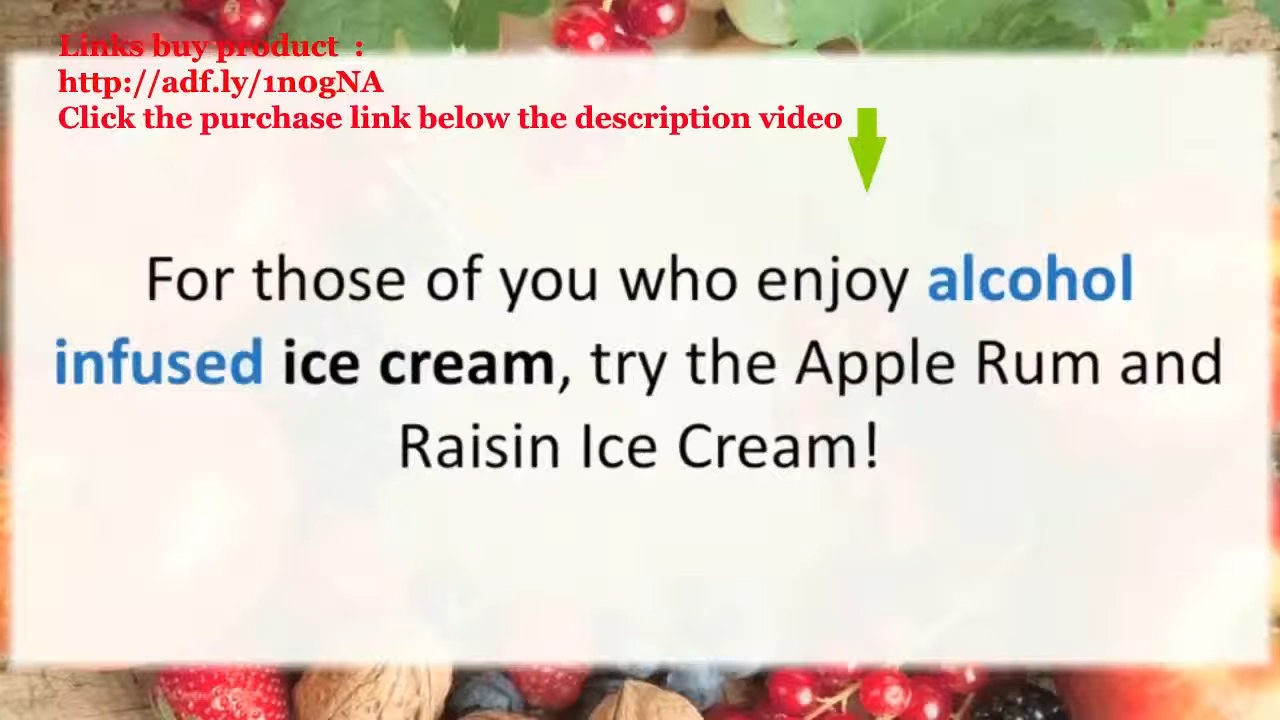 Links buy product :
http://adf.ly/1n0gNA
Click the purchase link below the description video
For those of you who enjoy alcohol
infused ice cream, try the Apple Rum and
Raisin Ice Cream!